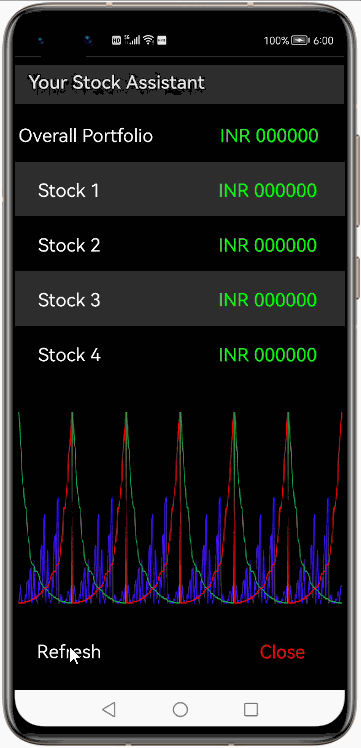 100% 6:00
Your Stock Assistant
Overall Portfolio INR 000000
Stock 1 INR 000000
Stock 2 INR 000000
Stock 3 INR 000000
Stock 4 INR 000000
Refresh Close